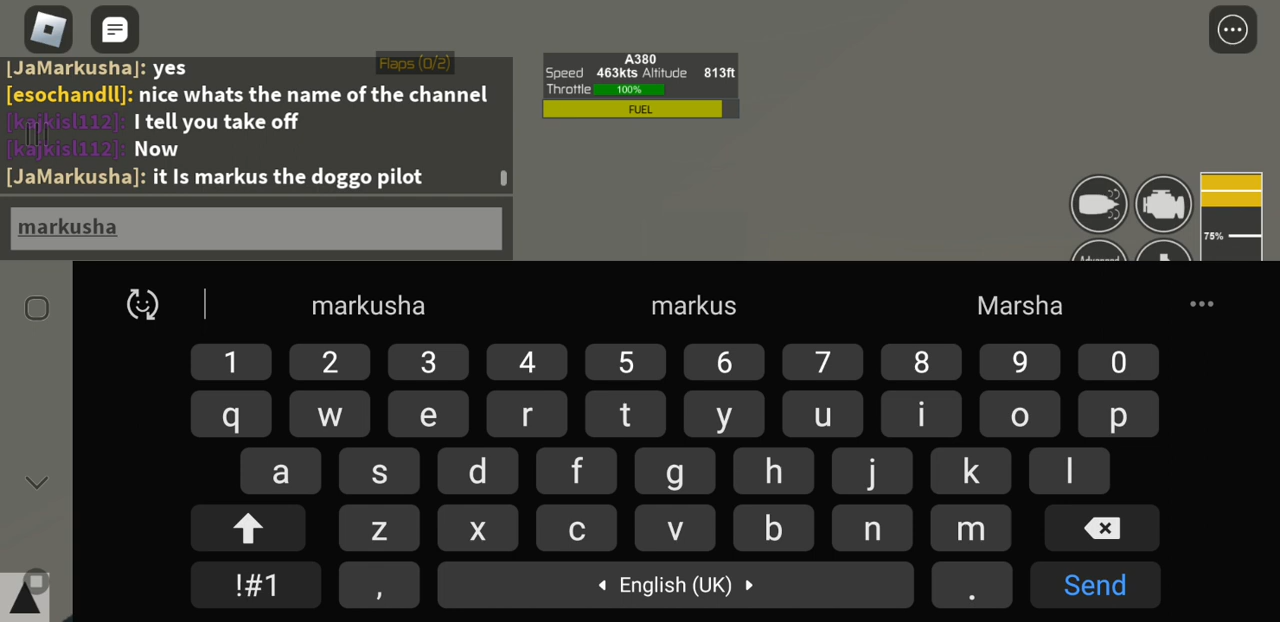 [JaMarkusha]: yes
[esochandll]: nice whats the name of the channel
[kajkisl112]: I tell you take off
[kajkisl112]: Now
[JaMarkusha]: it Is markus the doggo pilot
markusha
Flaps (0/2)
A380
Speed 463kts Altitude 813ft
Throttle 100%
FUEL
75%
Advanced
markusha markus Marsha
1 2 3 4 5 6 7 8 9 0
q w e r t y u i o p
a s d f g h j k l
z x c v b n m
!#1 , English (UK) . Send